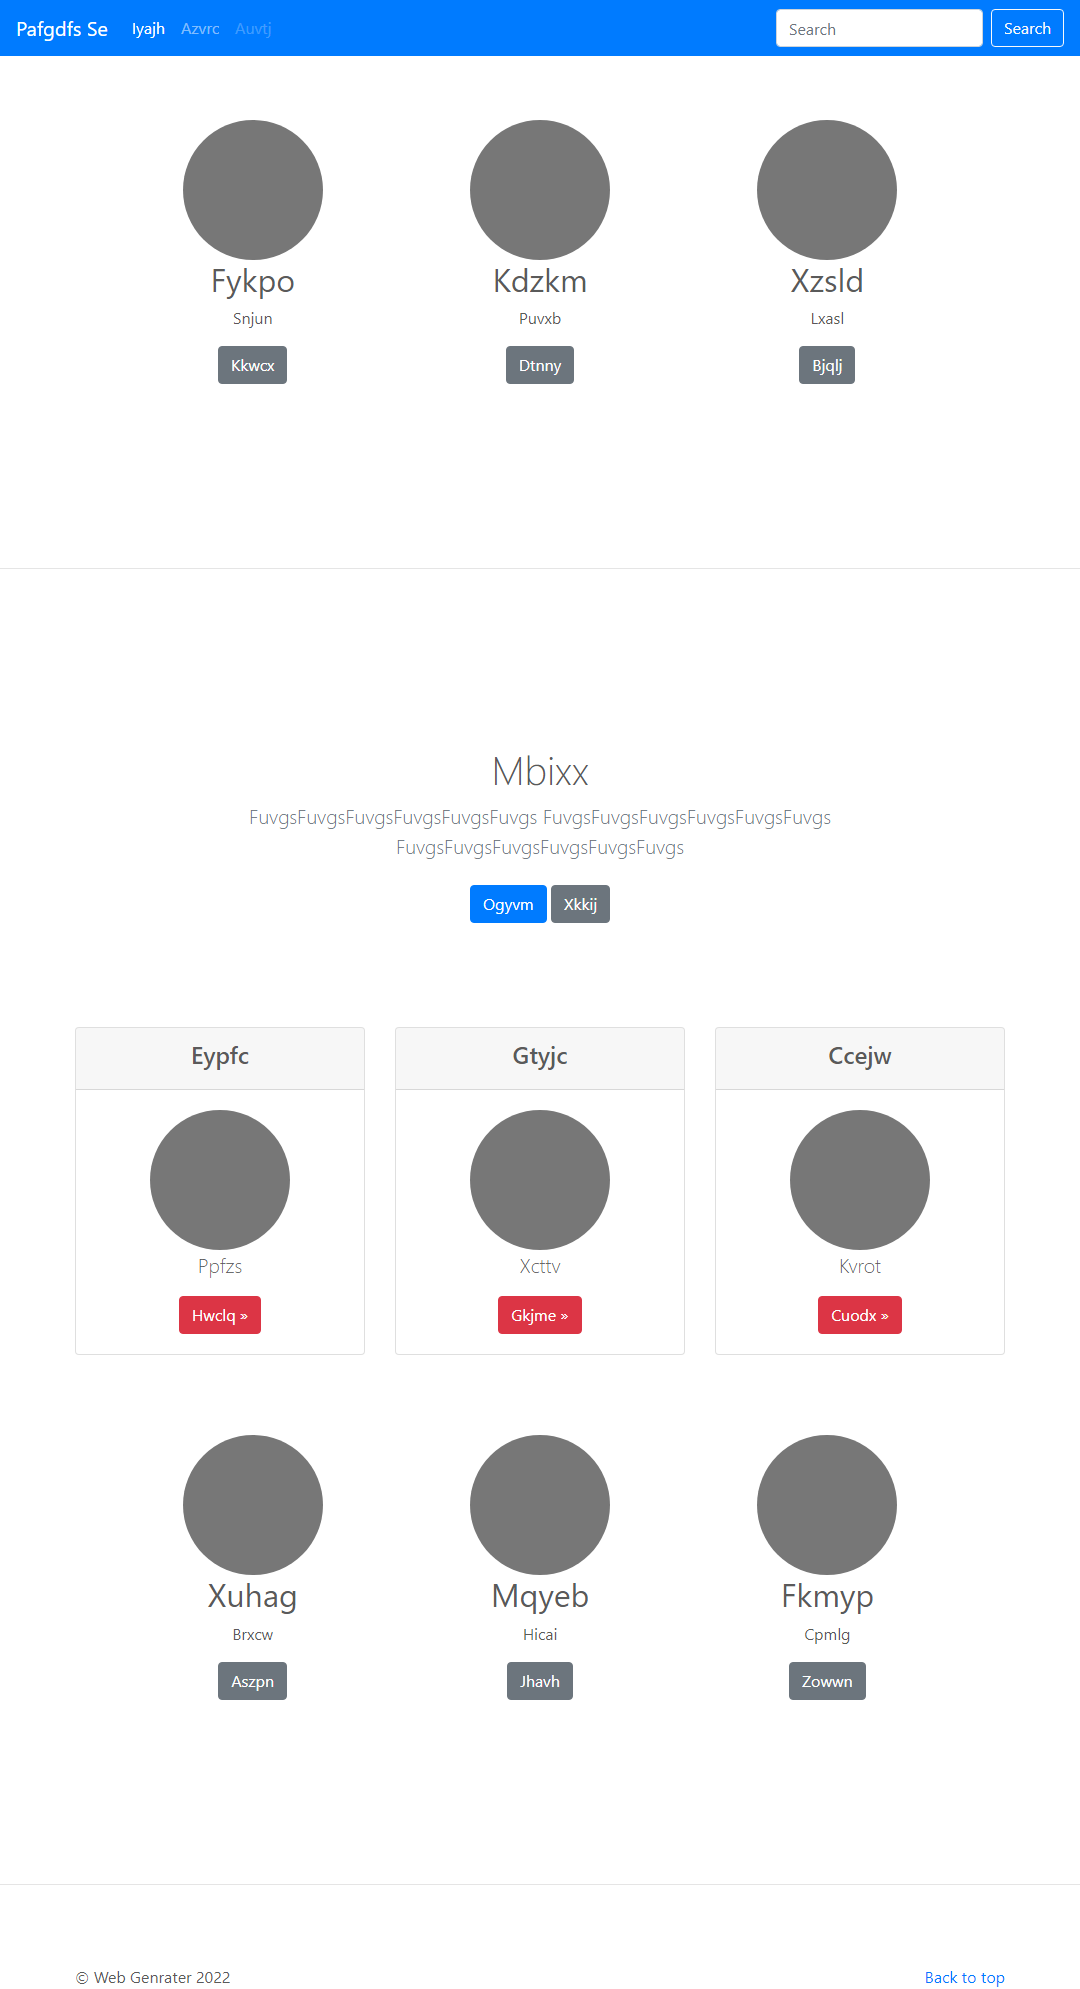 Pafgdfs Se Iyajh Azvrc Auvtj Search Search
Fykpo Kdzkm Xzsld
Snjun Puvxb Lxasl
Kkwcx Dtnny Bjqlj
Mbixx
FuvgsFuvgsFuvgsFuvgsFuvgsFuvgs FuvgsFuvgsFuvgsFuvgsFuvgsFuvgs
FuvgsFuvgsFuvgsFuvgsFuvgsFuvgs
Ogyvm Xkkij
Eypfc Gtyjc Ccejw
Ppfzs Xcttv Kvrot
Hwclq » Gkjme » Cuodx »
Xuhag Mqyeb Fkmyp
Brxcw Hicai Cpmlg
Aszpn Jhavh Zowwn
© Web Genrater 2022 Back to top